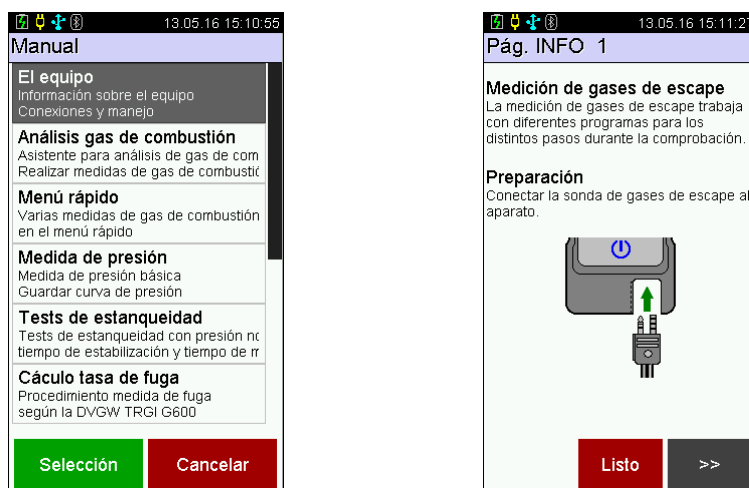 13.05.16 15:10:55
Manual
El equipo
Información sobre el equipo
Conexiones y manejo
Análisis gas de combustión
Asistente para análisis de gas de com
Realizar medidas de gas de combustió
Menú rápido
Varias medidas de gas de combustión
en el menú rápido
Medida de presión
Medida de presión básica
Guardar curva de presión
Tests de estanqueidad
Tests de estanqueidad con presión no
tiempo de estabilización y tiempo de m
Cáculo tasa de fuga
Procedimiento medida de fuga
según la DVGW TRGI G600
Selección Cancelar
13.05.16 15:11:27
Pág. INFO 1
Medición de gases de escape
La medición de gases de escape trabaja
con diferentes programas para los
distintos pasos durante la comprobación.
Preparación
Conectar la sonda de gases de escape al
aparato.
Listo >>